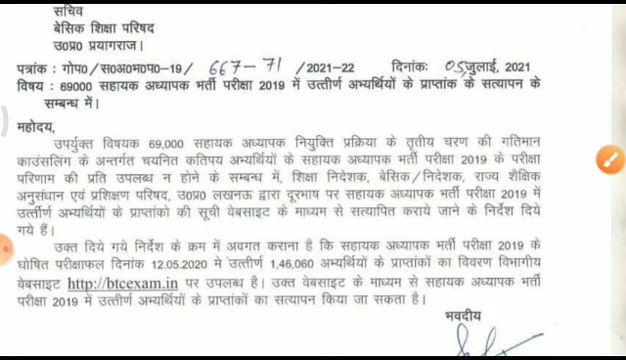 सचिव
बेसिक शिक्षा परिषद
उ०प्र० प्रयागराज।
पत्रांक : गोप०/स०अ०भ०प०-19/ 667-71 /2021-22 दिनांकः 05जुलाई, 2021
विषय : 69000 सहायक अध्यापक भर्ती परीक्षा 2019 में उत्तीर्ण अभ्यर्थियों के प्राप्तांक के सत्यापन के
सम्बन्ध में।
महोदय,
उपर्युक्त विषयक 69,000 सहायक अध्यापक नियुक्ति प्रक्रिया के तृतीय चरण की गतिमान
काउंसलिंग के अन्तर्गत चयनित कतिपय अभ्यर्थियों के सहायक अध्यापक भर्ती परीक्षा 2019 के परीक्षा
परिणाम की प्रति उपलब्ध न होने के सम्बन्ध में, शिक्षा निदेशक, बेसिक/निदेशक, राज्य शैक्षिक
अनुसंधान एवं प्रशिक्षण परिषद, उ०प्र० लखनऊ द्वारा दूरभाष पर सहायक अध्यापक भर्ती परीक्षा 2019 में
उत्तीर्ण अभ्यर्थियों के प्राप्तांको की सूची वेबसाइट के माध्यम से सत्यापित कराये जाने के निर्देश दिये
गये हैं।
उक्त दिये गये निर्देश के क्रम में अवगत कराना है कि सहायक अध्यापक भर्ती परीक्षा 2019 के
घोषित परीक्षाफल दिनांक 12.05.2020 मे उत्तीर्ण 1,46,060 अभ्यर्थियों के प्राप्तांकों का विवरण विभागीय
वेबसाइट http://btcexam.in पर उपलब्ध है। उक्त वेबसाइट के माध्यम से सहायक अध्यापक भर्ती
परीक्षा 2019 में उत्तीर्ण अभ्यर्थियों के प्राप्तांकों का सत्यापन किया जा सकता है।
भवदीय